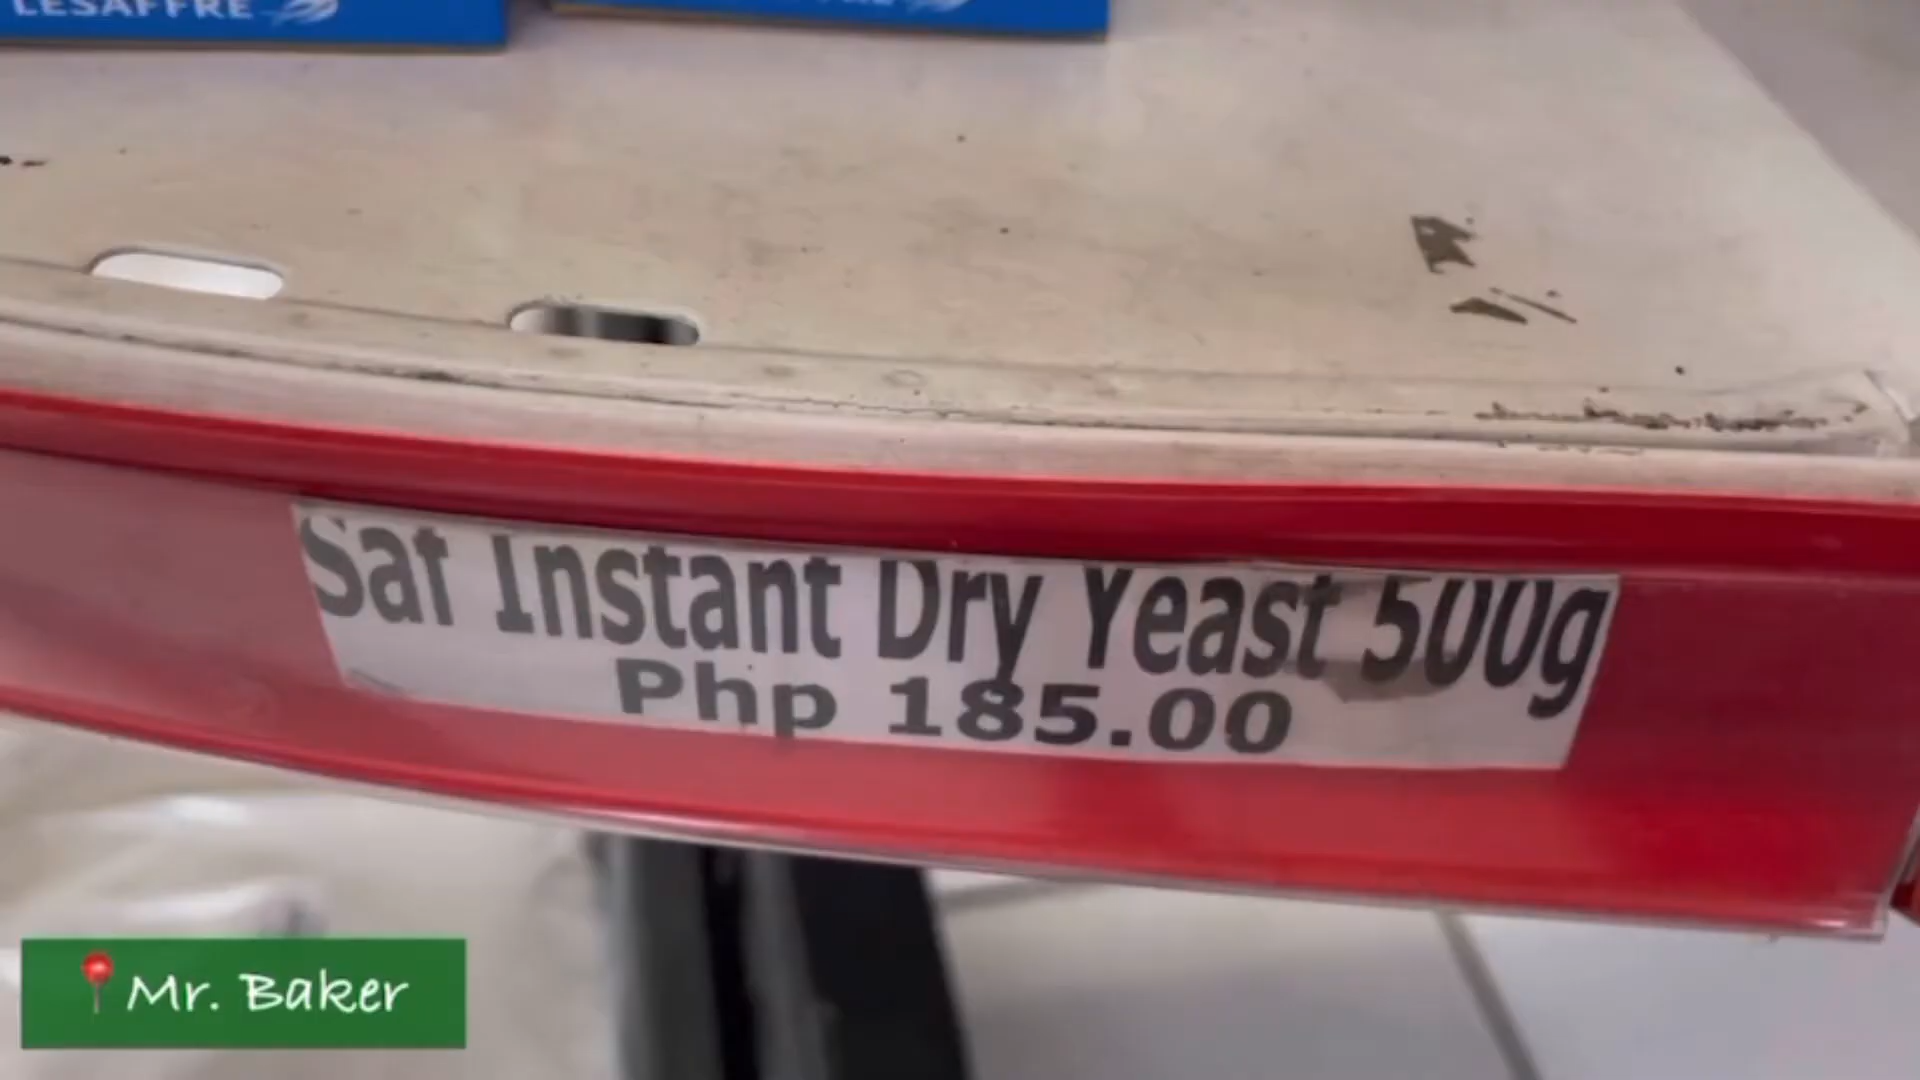 LESAFFRE
Saf Instant Dry Yeast 500g
Php 185.00
Mr. Baker